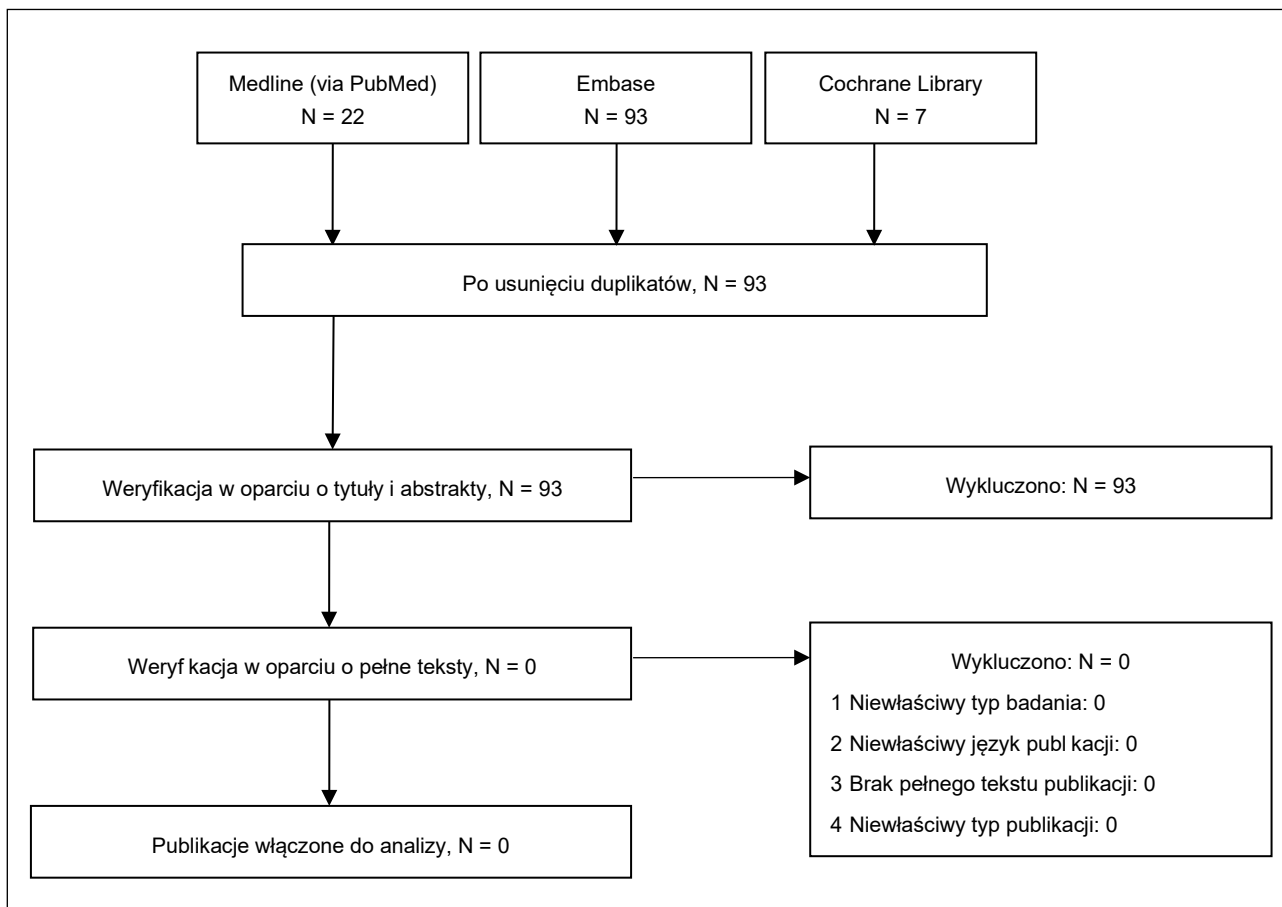 Medline (via PubMed)
N = 22
Embase
N = 93
Cochrane Library
N = 7
Po usunięciu duplikatów, N = 93
Weryfikacja w oparciu o tytuły i abstrakty, N = 93
Wykluczono: N = 93
Weryf kacja w oparciu o pełne teksty, N = 0
Wykluczono: N = 0
1 Niewłaściwy typ badania: 0
2 Niewłaściwy język publ kacji: 0
3 Brak pełnego tekstu publikacji: 0
4 Niewłaściwy typ publikacji: 0
Publikacje włączone do analizy, N = 0